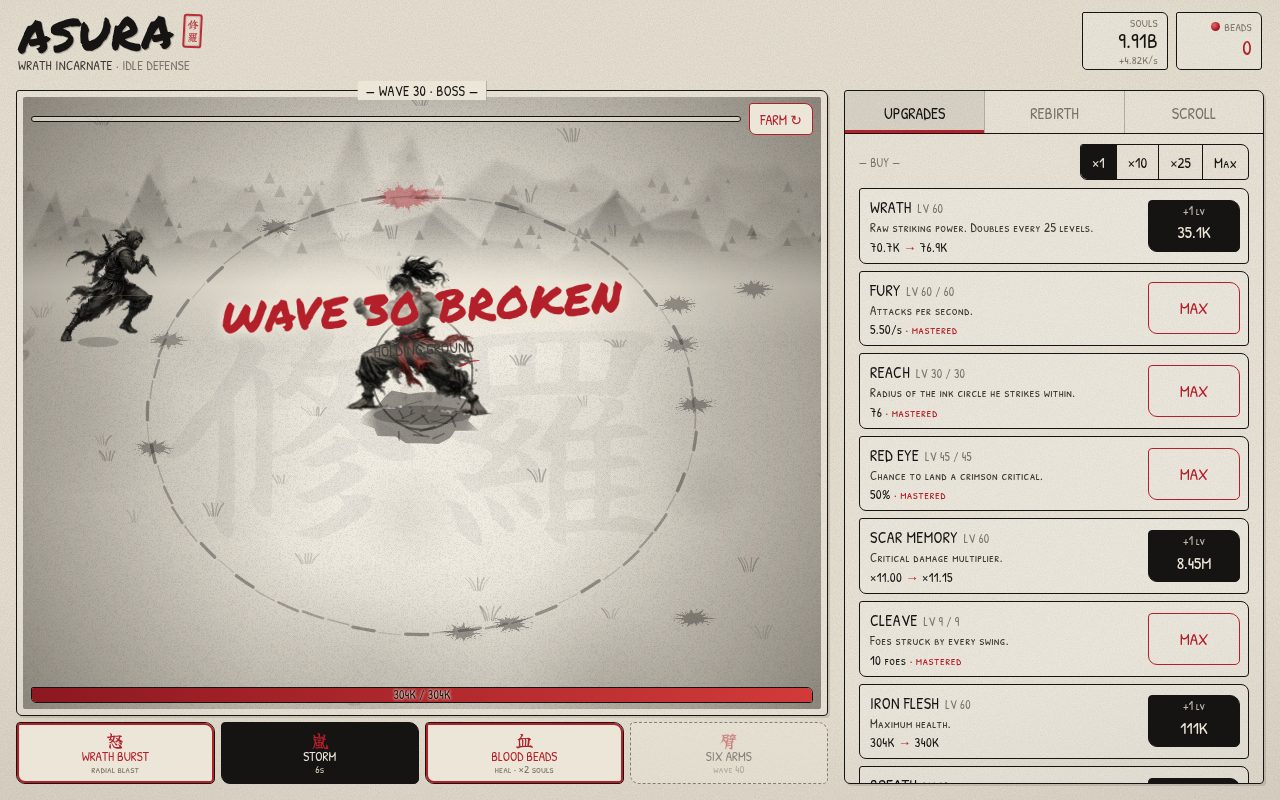 ASURA
修羅
WRATH INCARNATE · IDLE DEFENSE
SOULS
9.91B
+4.82K/s
BEADS
0
— WAVE 30 · BOSS —
FARM ↻
WAVE 30 BROKEN
HOLDING GROUND
修羅
304K / 304K
怒
WRATH BURST
RADIAL BLAST
嵐
STORM
6s
血
BLOOD BEADS
HEAL · ×2 SOULS
臂
SIX ARMS
WAVE 40
UPGRADES
REBIRTH
SCROLL
— BUY —
×1
×10
×25
MAX
WRATH LV 60
RAW STRIKING POWER. DOUBLES EVERY 25 LEVELS.
70.7K → 76.9K
+1 LV
35.1K
FURY LV 60 / 60
ATTACKS PER SECOND.
5.50/s · MASTERED
MAX
REACH LV 30 / 30
RADIUS OF THE INK CIRCLE HE STRIKES WITHIN.
76 · MASTERED
MAX
RED EYE LV 45 / 45
CHANCE TO LAND A CRIMSON CRITICAL.
50% · MASTERED
MAX
SCAR MEMORY LV 60
CRITICAL DAMAGE MULTIPLIER.
×11.00 → ×11.15
+1 LV
8.45M
CLEAVE LV 9 / 9
FOES STRUCK BY EVERY SWING.
10 FOES · MASTERED
MAX
IRON FLESH LV 60
MAXIMUM HEALTH.
304K → 340K
+1 LV
111K